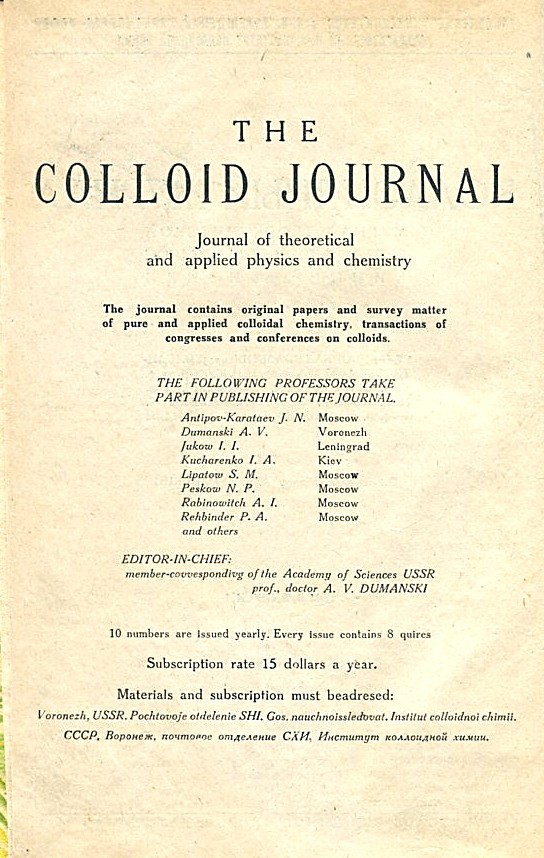 THE
COLLOID JOURNAL
Journal of theoretical
and applied physics and chemistry
The journal contains original papers and survey matter
of pure and applied colloidal chemistry, transactions of
congresses and conferences on colloids.
THE FOLLOWING PROFESSORS TAKE
PART IN PUBLISHING OF THE JOURNAL.
Antipov-Karataev J. N. Moscow
Dumanski A. V. Voronezh
Jukow I. I. Leningrad
Kucharenko I. A. Kiev
Lipatow S. M. Moscow
Peskow N. P. Moscow
Rabinowitch A. I. Moscow
Rehbinder P. A. Moscow
and others
EDITOR-IN-CHIEF:
member-covvespondivg of the Academy of Sciences USSR
prof., doctor A. V. DUMANSKI
10 numbers are issued yearly. Every issue contains 8 quires
Subscription rate 15 dollars a year.
Materials and subscription must beadresed:
Voronezh, USSR. Pochtovoje otdelenie SHI. Gos. nauchnoissledovat. Institut colloidnoi chimii.
СССР, Воронеж, почтовое отделение СХИ, Институт коллоидной химии.